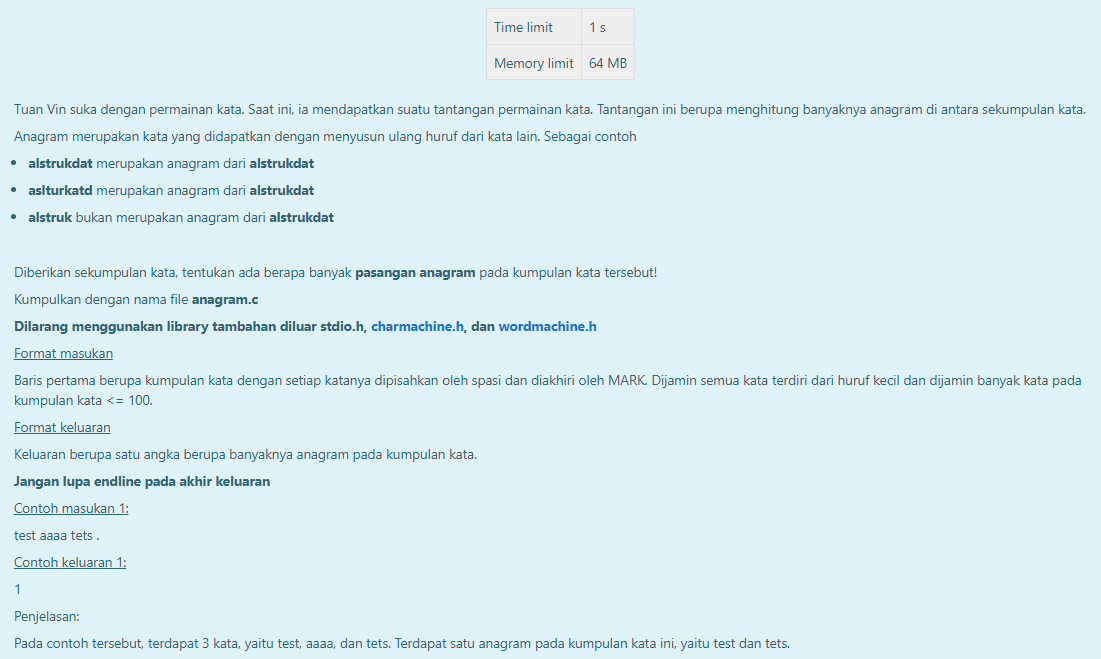 Time limit 1 s
Memory limit 64 MB
Tuan Vin suka dengan permainan kata. Saat ini, ia mendapatkan suatu tantangan permainan kata. Tantangan ini berupa menghitung banyaknya anagram di antara sekumpulan kata.
Anagram merupakan kata yang didapatkan dengan menyusun ulang huruf dari kata lain. Sebagai contoh
• alstrukdat merupakan anagram dari alstrukdat
• aslturkatd merupakan anagram dari alstrukdat
• alstruk bukan merupakan anagram dari alstrukdat
Diberikan sekumpulan kata, tentukan ada berapa banyak pasangan anagram pada kumpulan kata tersebut!
Kumpulkan dengan nama file anagram.c
Dilarang menggunakan library tambahan diluar stdio.h, charmachine.h, dan wordmachine.h
Format masukan
Baris pertama berupa kumpulan kata dengan setiap katanya dipisahkan oleh spasi dan diakhiri oleh MARK. Dijamin semua kata terdiri dari huruf kecil dan dijamin banyak kata pada
kumpulan kata <= 100.
Format keluaran
Keluaran berupa satu angka berupa banyaknya anagram pada kumpulan kata.
Jangan lupa endline pada akhir keluaran
Contoh masukan 1:
test aaaa tets .
Contoh keluaran 1:
1
Penjelasan:
Pada contoh tersebut, terdapat 3 kata, yaitu test, aaaa, dan tets. Terdapat satu anagram pada kumpulan kata ini, yaitu test dan tets.